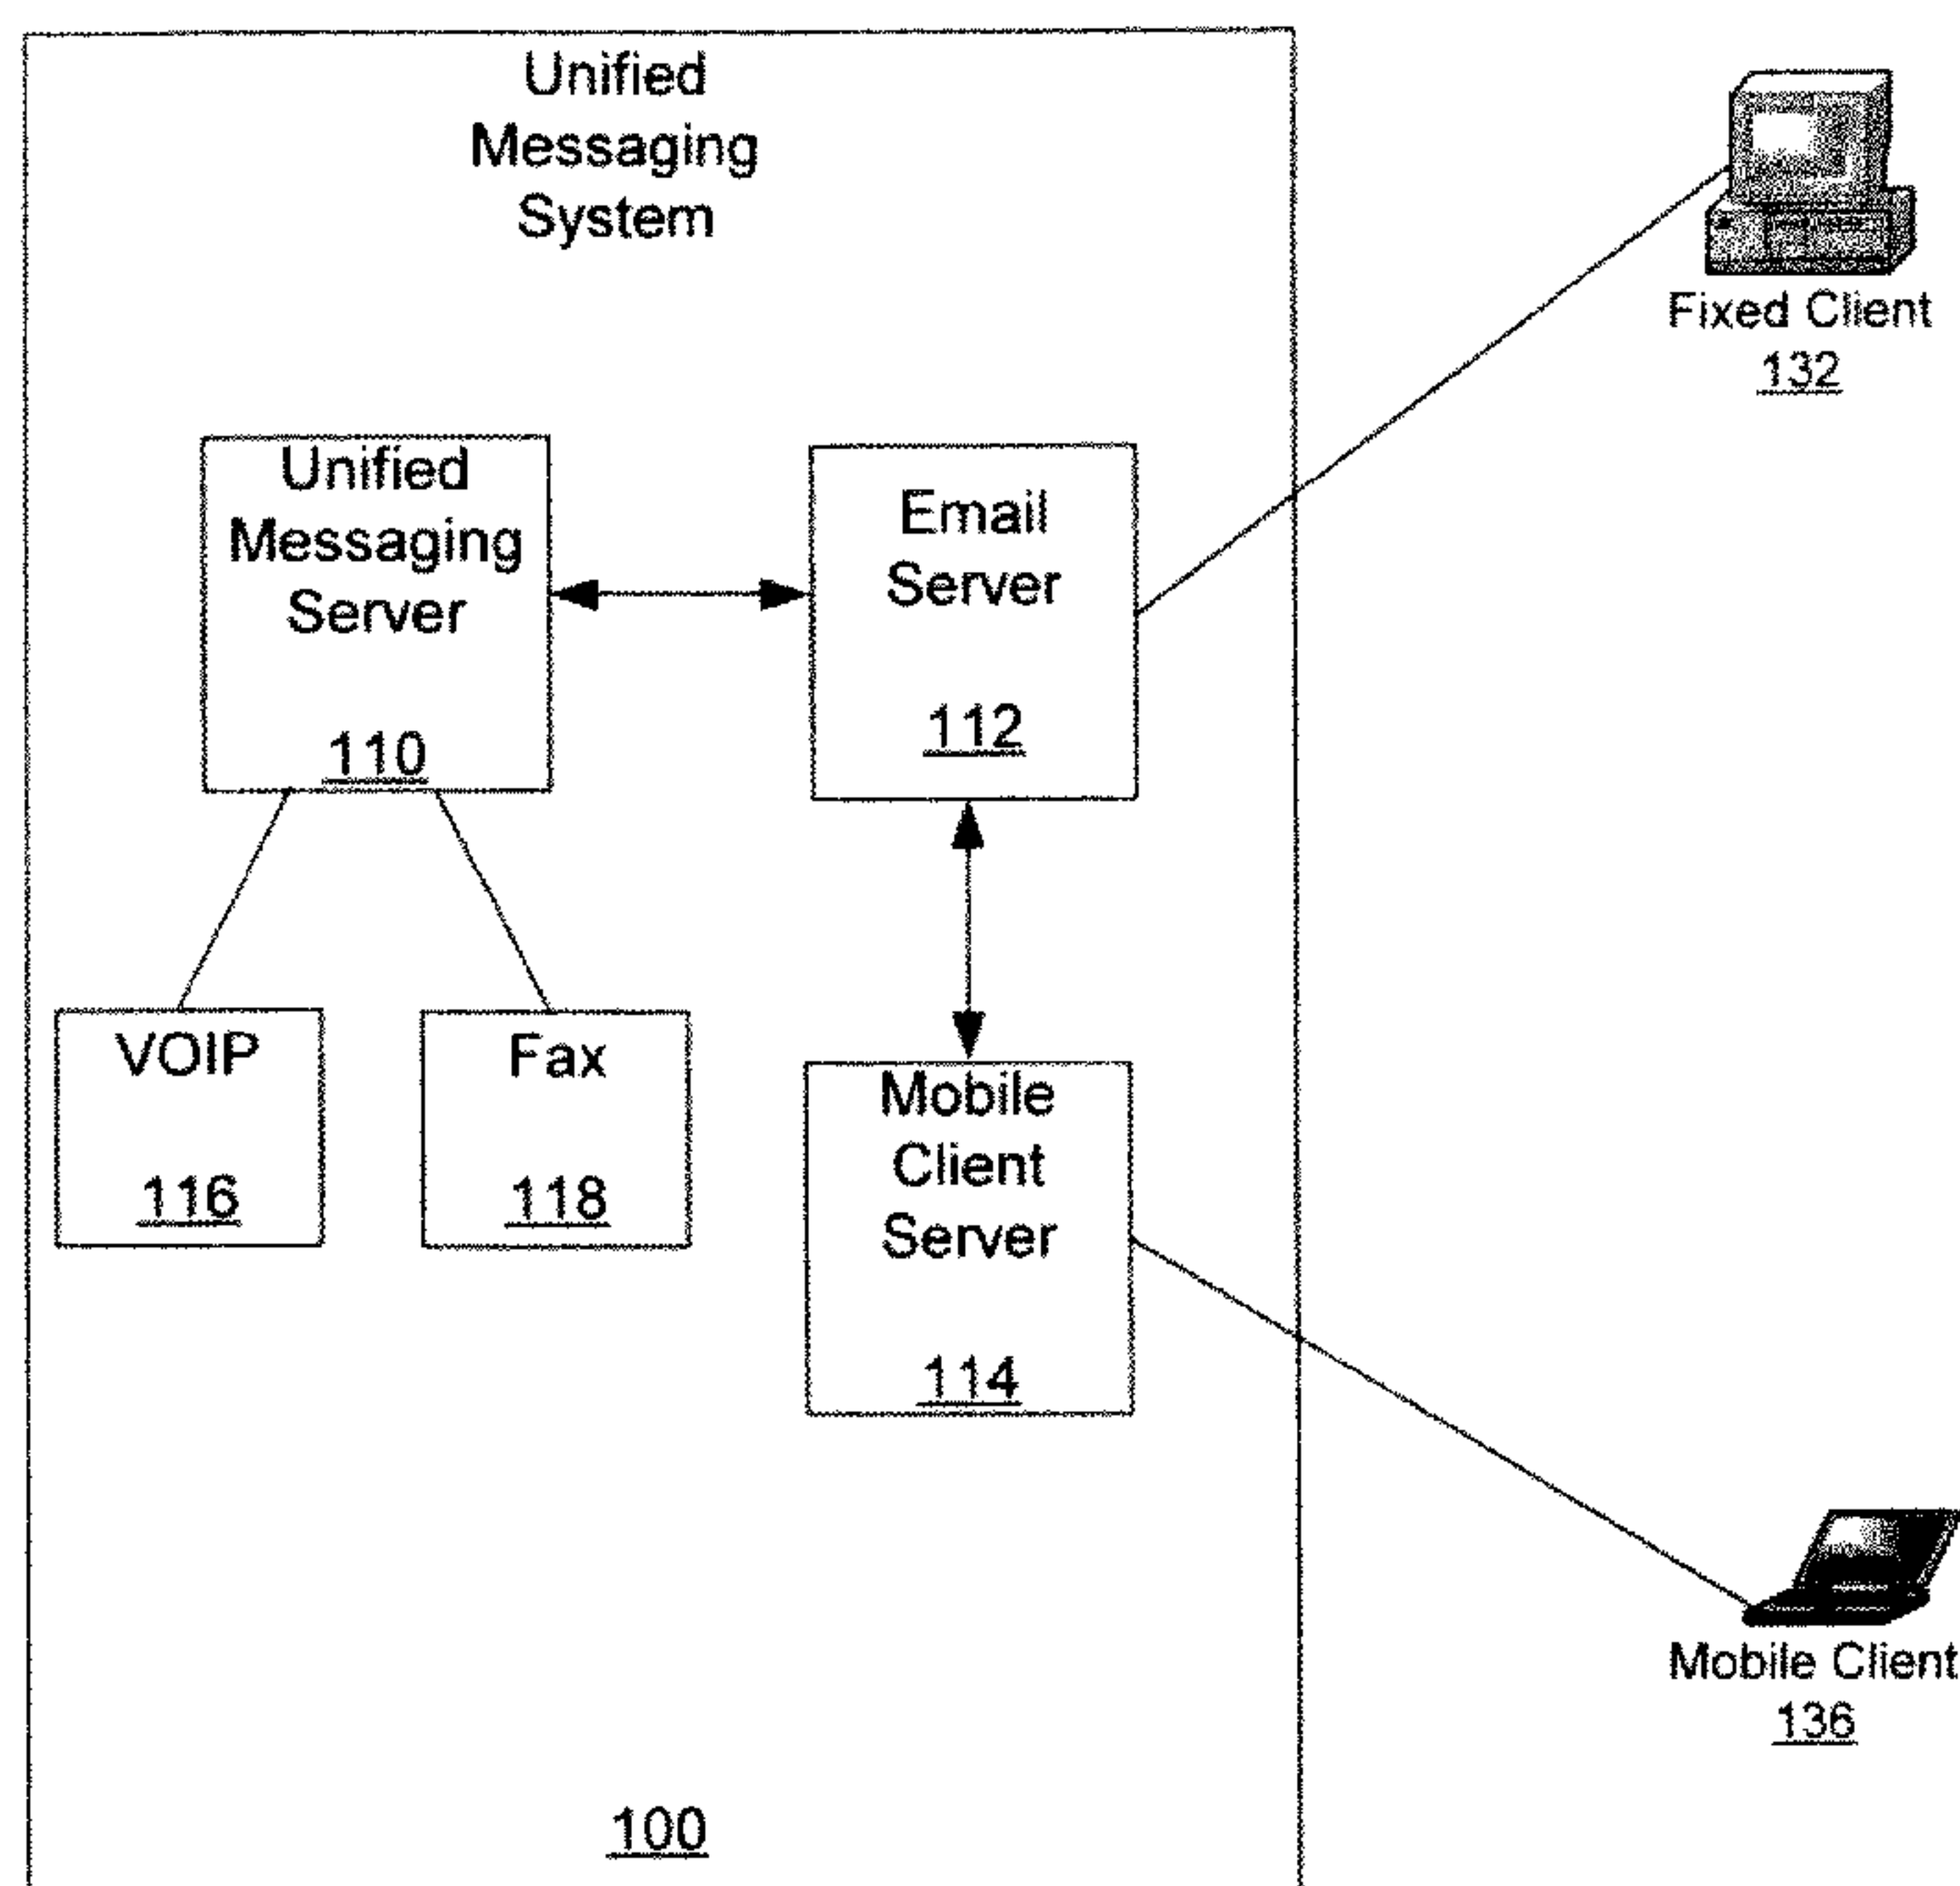 Unified
Messaging
System
Fixed Client
132
Unified
Messaging
Server
110
Email
Server
112
VOIP
116
Fax
118
Mobile
Client
Server
114
Mobile Client
136
100